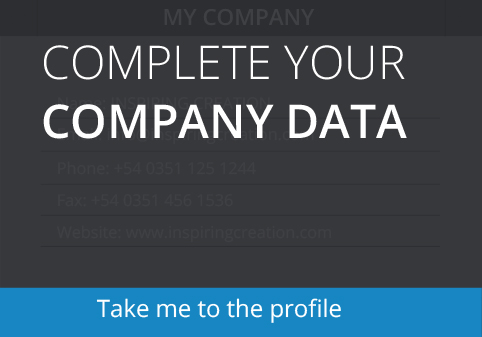 MY COMPANY
COMPLETE YOUR
COMPANY DATA
Phone: +54 0351 125 1244
Fax: +54 0351 456 1536
Website: www.inspiringcreation.com
Take me to the profile